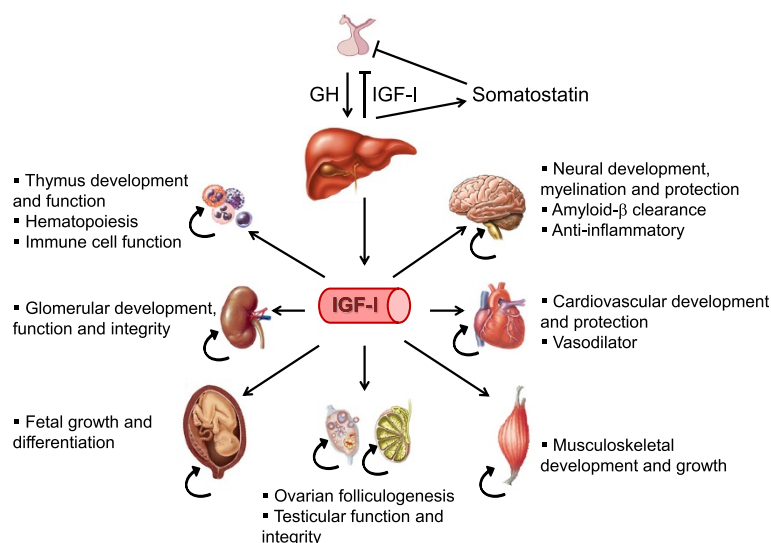 GH
IGF-I
Somatostatin
▪ Thymus development
and function
▪ Hematopoiesis
▪ Immune cell function
▪ Neural development,
myelination and protection
▪ Amyloid-β clearance
▪ Anti-inflammatory
▪ Glomerular development,
function and integrity
IGF-I
▪ Cardiovascular development
and protection
▪ Vasodilator
▪ Fetal growth and
differentiation
▪ Ovarian folliculogenesis
▪ Testicular function and
integrity
▪ Musculoskeletal
development and growth